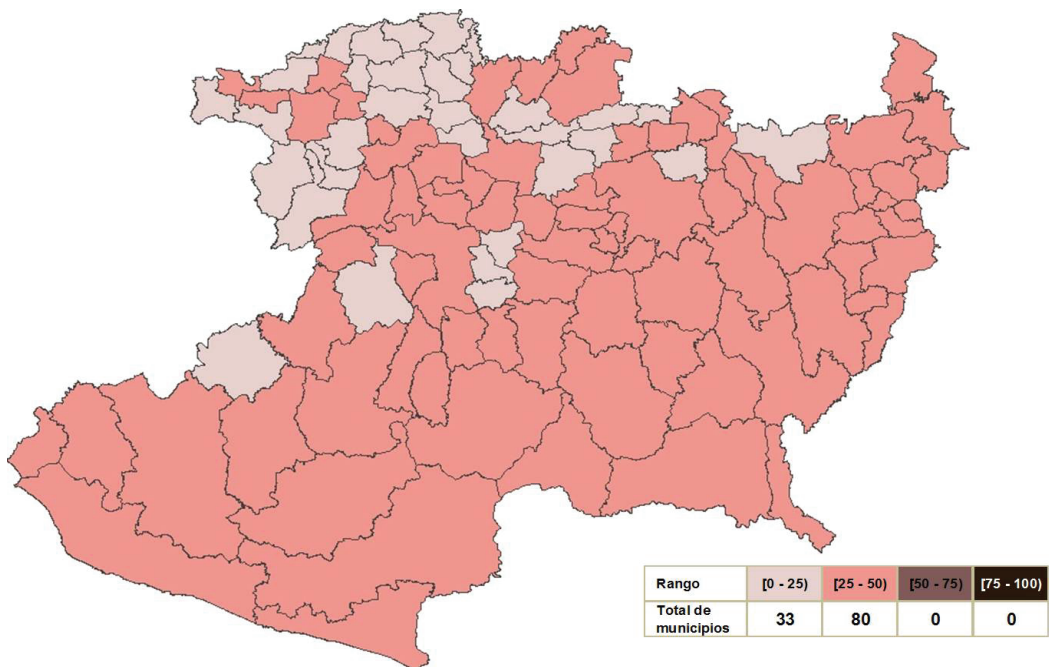 Rango [0 - 25) [25 - 50) [50 - 75) [75 - 100)
Total de municipios 33 80 0 0